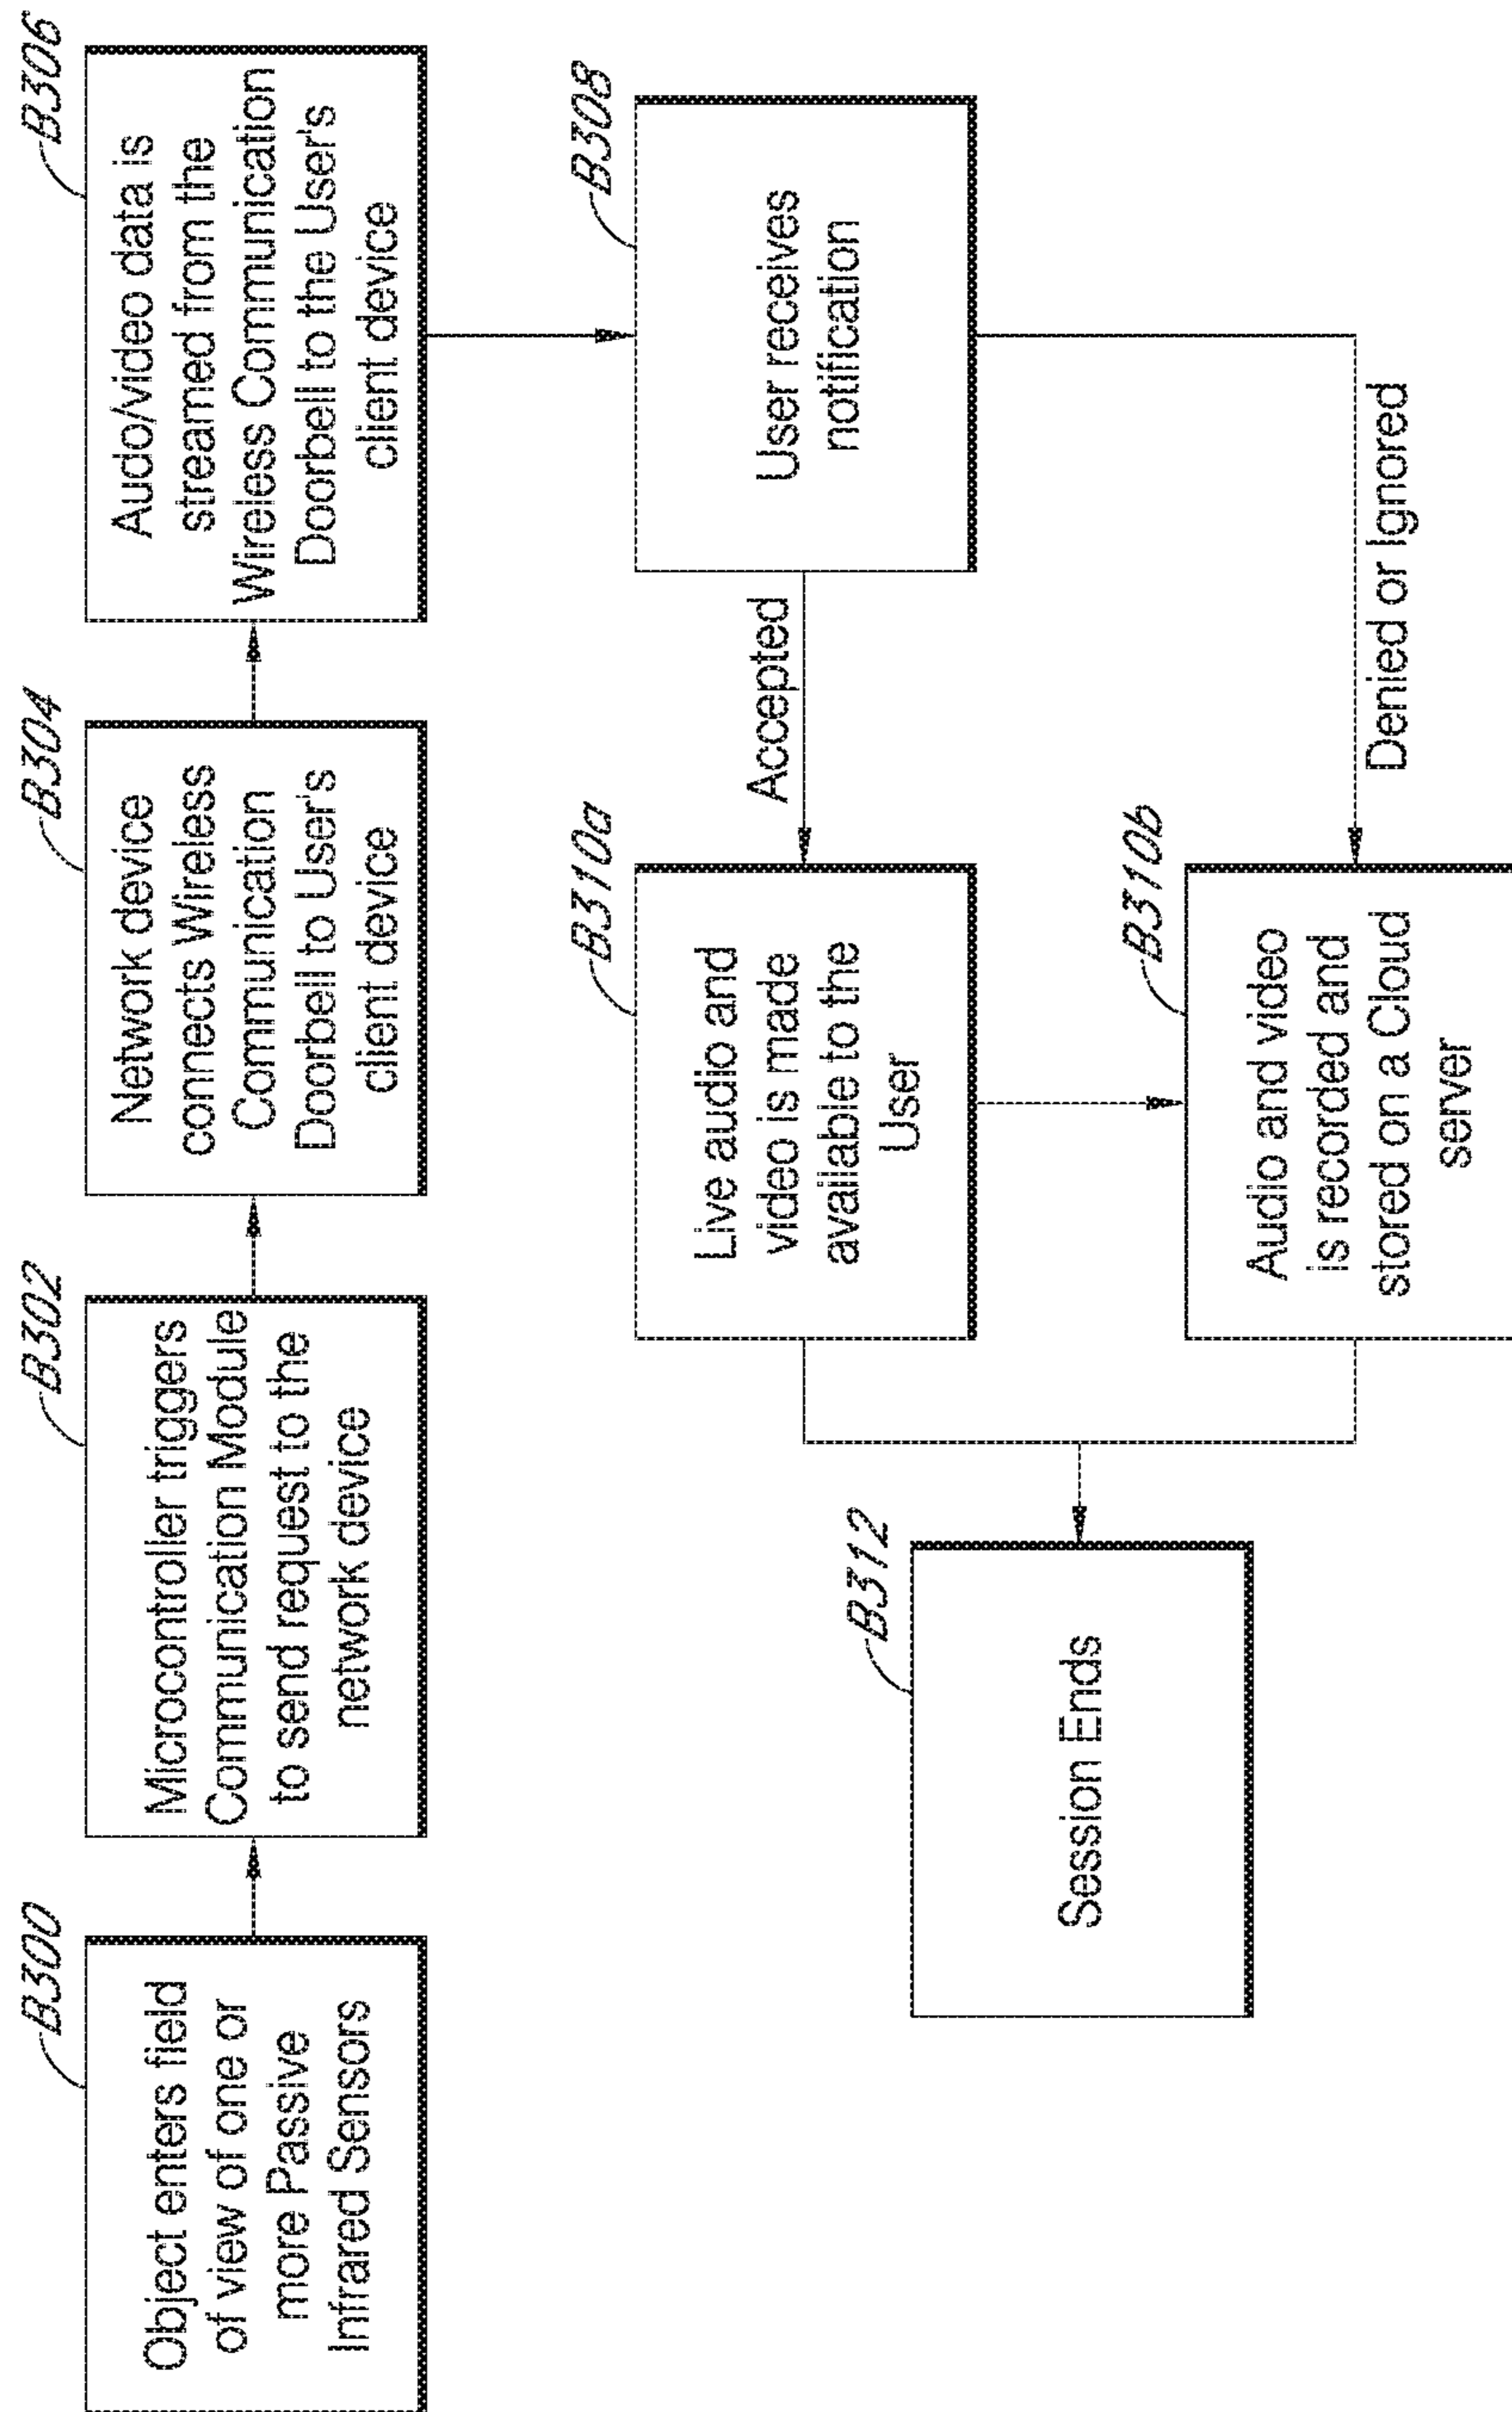 B300
Object enters field
of view of one or
more Passive
Infrared Sensors
B302
Microcontroller triggers
Communication Module
to send request to the
network device
B304
Network device
connects Wireless
Communication
Doorbell to User's
client device
B306
Audo/video data is
streamed from the
Wireless Communication
Doorbell to the User's
client device
B308
User receives
notification
Accepted
B310a
Live audio and
video is made
available to the
User
Denied or Ignored
B310b
Audio and video
is recorded and
stored on a Cloud
server
B312
Session Ends